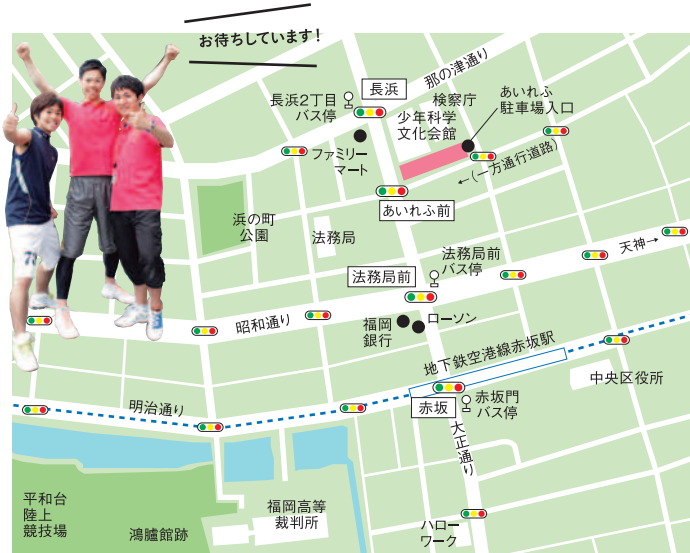 お待ちしています！
那の津通り
長浜2丁目
バス停
長浜
検察庁
少年科学
文化会館
あいれふ
駐車場入口
ファミリー
マート
←（一方通行道路）
あいれふ前
浜の町
公園
法務局
法務局前
法務局前
バス停
天神→
昭和通り
福岡
銀行
ローソン
地下鉄空港線赤坂駅
中央区役所
明治通り
赤坂
赤坂門
バス停
大正通り
平和台
陸上
競技場
鴻臚館跡
福岡高等
裁判所
ハロー
ワーク